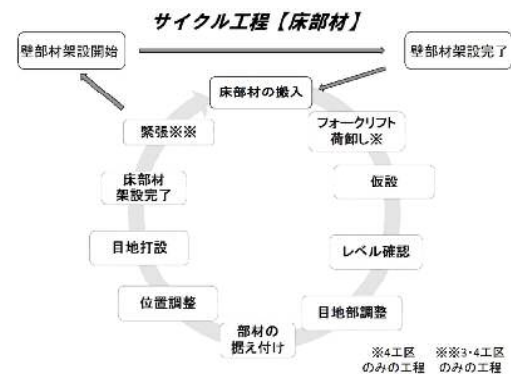 サイクル工程【床部材】
壁部材架設開始
壁部材架設完了
床部材の搬入
フォークリフト
荷卸し※
仮設
レベル確認
目地部調整
部材の
据え付け
位置調整
目地打設
床部材
架設完了
緊張※※
※4工区
のみの工程
※※3・4工区
のみの工程